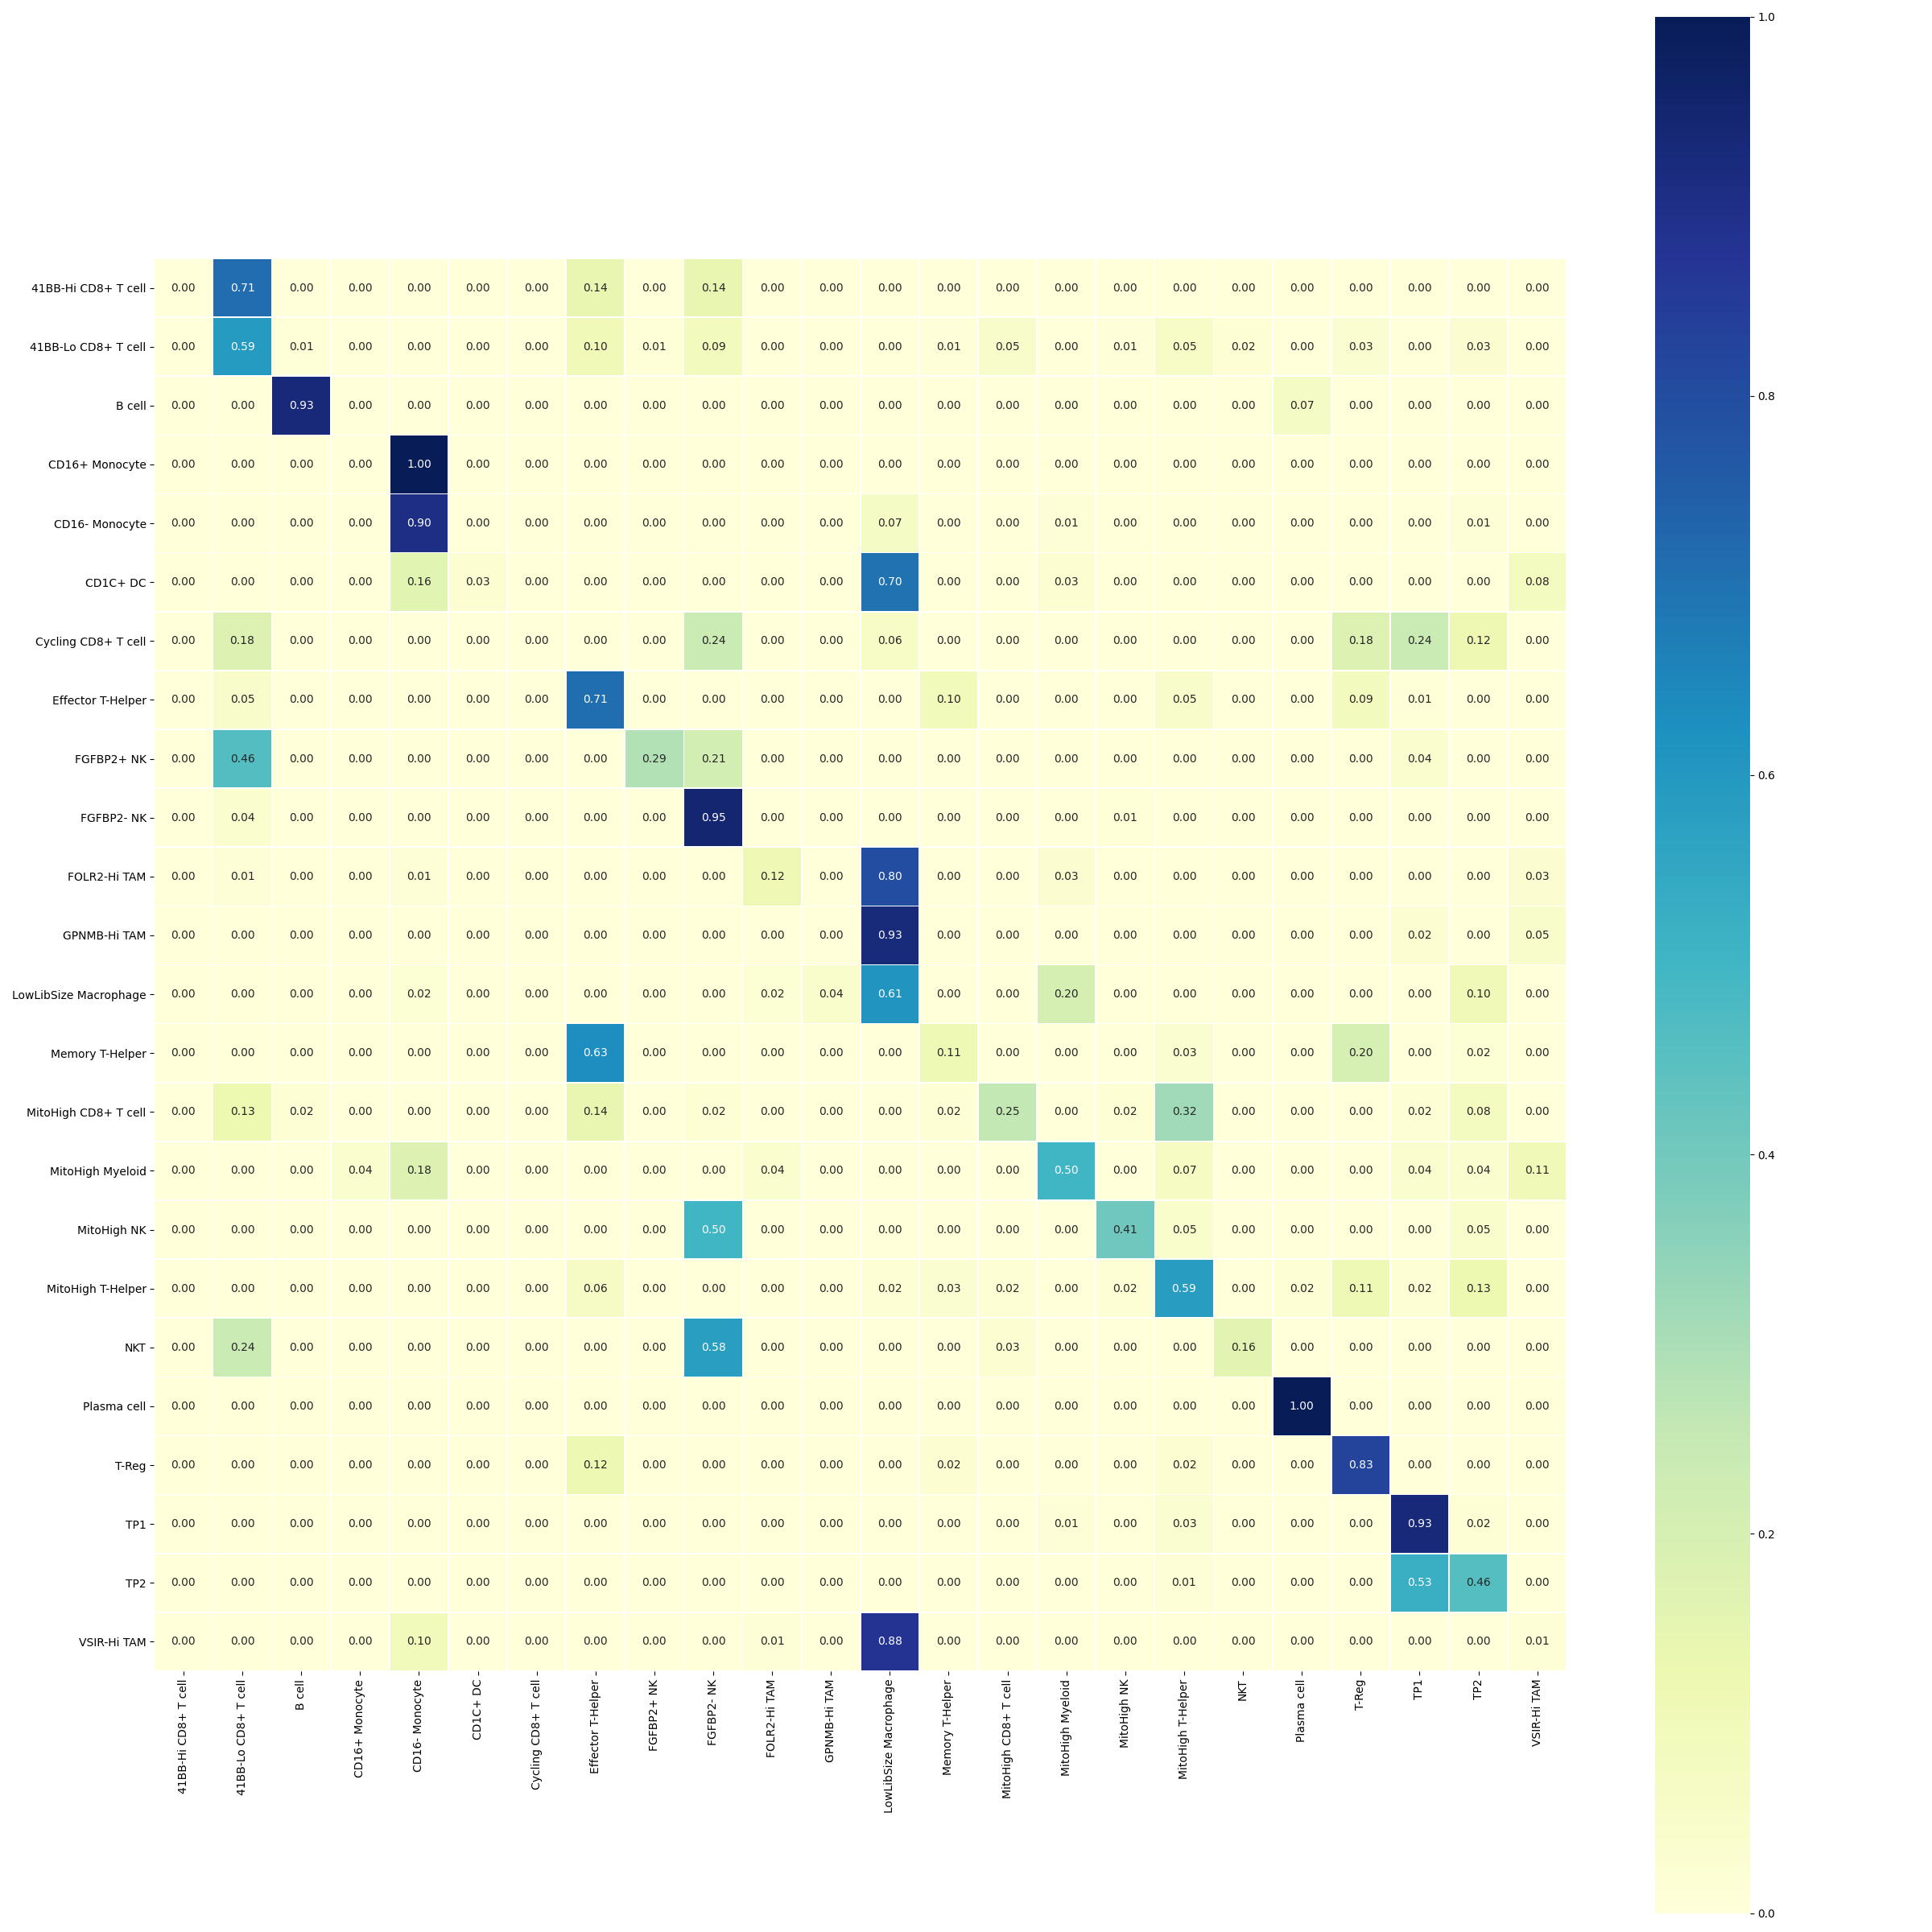 1.0
0.8
0.6
0.4
0.2
0.0
41BB-Hi CD8+ T cell 0.00 0.71 0.00 0.00 0.00 0.00 0.00 0.14 0.00 0.14 0.00 0.00 0.00 0.00 0.00 0.00 0.00 0.00 0.00 0.00 0.00 0.00 0.00 0.00
41BB-Lo CD8+ T cell 0.00 0.59 0.01 0.00 0.00 0.00 0.00 0.10 0.01 0.09 0.00 0.00 0.00 0.01 0.05 0.00 0.01 0.05 0.02 0.00 0.03 0.00 0.03 0.00
B cell 0.00 0.00 0.93 0.00 0.00 0.00 0.00 0.00 0.00 0.00 0.00 0.00 0.00 0.00 0.00 0.00 0.00 0.00 0.00 0.07 0.00 0.00 0.00 0.00
CD16+ Monocyte 0.00 0.00 0.00 0.00 1.00 0.00 0.00 0.00 0.00 0.00 0.00 0.00 0.00 0.00 0.00 0.00 0.00 0.00 0.00 0.00 0.00 0.00 0.00 0.00
CD16- Monocyte 0.00 0.00 0.00 0.00 0.90 0.00 0.00 0.00 0.00 0.00 0.00 0.00 0.07 0.00 0.00 0.01 0.00 0.00 0.00 0.00 0.00 0.00 0.01 0.00
CD1C+ DC 0.00 0.00 0.00 0.00 0.16 0.03 0.00 0.00 0.00 0.00 0.00 0.00 0.70 0.00 0.00 0.03 0.00 0.00 0.00 0.00 0.00 0.00 0.00 0.08
Cycling CD8+ T cell 0.00 0.18 0.00 0.00 0.00 0.00 0.00 0.00 0.00 0.24 0.00 0.00 0.06 0.00 0.00 0.00 0.00 0.00 0.00 0.00 0.18 0.24 0.12 0.00
Effector T-Helper 0.00 0.05 0.00 0.00 0.00 0.00 0.00 0.71 0.00 0.00 0.00 0.00 0.00 0.10 0.00 0.00 0.00 0.05 0.00 0.00 0.09 0.01 0.00 0.00
FGFBP2+ NK 0.00 0.46 0.00 0.00 0.00 0.00 0.00 0.00 0.29 0.21 0.00 0.00 0.00 0.00 0.00 0.00 0.00 0.00 0.00 0.00 0.00 0.04 0.00 0.00
FGFBP2- NK 0.00 0.04 0.00 0.00 0.00 0.00 0.00 0.00 0.00 0.95 0.00 0.00 0.00 0.00 0.00 0.00 0.01 0.00 0.00 0.00 0.00 0.00 0.00 0.00
FOLR2-Hi TAM 0.00 0.01 0.00 0.00 0.01 0.00 0.00 0.00 0.00 0.00 0.12 0.00 0.80 0.00 0.00 0.03 0.00 0.00 0.00 0.00 0.00 0.00 0.00 0.03
GPNMB-Hi TAM 0.00 0.00 0.00 0.00 0.00 0.00 0.00 0.00 0.00 0.00 0.00 0.00 0.93 0.00 0.00 0.00 0.00 0.00 0.00 0.00 0.00 0.02 0.00 0.05
LowLibSize Macrophage 0.00 0.00 0.00 0.00 0.02 0.00 0.00 0.00 0.00 0.00 0.02 0.04 0.61 0.00 0.00 0.20 0.00 0.00 0.00 0.00 0.00 0.00 0.10 0.00
Memory T-Helper 0.00 0.00 0.00 0.00 0.00 0.00 0.00 0.63 0.00 0.00 0.00 0.00 0.00 0.11 0.00 0.00 0.00 0.03 0.00 0.00 0.20 0.00 0.02 0.00
MitoHigh CD8+ T cell 0.00 0.13 0.02 0.00 0.00 0.00 0.00 0.14 0.00 0.02 0.00 0.00 0.00 0.02 0.25 0.00 0.02 0.32 0.00 0.00 0.00 0.02 0.08 0.00
MitoHigh Myeloid 0.00 0.00 0.00 0.04 0.18 0.00 0.00 0.00 0.00 0.00 0.04 0.00 0.00 0.00 0.00 0.50 0.00 0.07 0.00 0.00 0.00 0.04 0.04 0.11
MitoHigh NK 0.00 0.00 0.00 0.00 0.00 0.00 0.00 0.00 0.00 0.50 0.00 0.00 0.00 0.00 0.00 0.00 0.41 0.05 0.00 0.00 0.00 0.00 0.05 0.00
MitoHigh T-Helper 0.00 0.00 0.00 0.00 0.00 0.00 0.00 0.06 0.00 0.00 0.00 0.00 0.02 0.03 0.02 0.00 0.02 0.59 0.00 0.02 0.11 0.02 0.13 0.00
NKT 0.00 0.24 0.00 0.00 0.00 0.00 0.00 0.00 0.00 0.58 0.00 0.00 0.00 0.00 0.03 0.00 0.00 0.00 0.16 0.00 0.00 0.00 0.00 0.00
Plasma cell 0.00 0.00 0.00 0.00 0.00 0.00 0.00 0.00 0.00 0.00 0.00 0.00 0.00 0.00 0.00 0.00 0.00 0.00 0.00 1.00 0.00 0.00 0.00 0.00
T-Reg 0.00 0.00 0.00 0.00 0.00 0.00 0.00 0.12 0.00 0.00 0.00 0.00 0.00 0.02 0.00 0.00 0.00 0.02 0.00 0.00 0.83 0.00 0.00 0.00
TP1 0.00 0.00 0.00 0.00 0.00 0.00 0.00 0.00 0.00 0.00 0.00 0.00 0.00 0.00 0.00 0.01 0.00 0.03 0.00 0.00 0.00 0.93 0.02 0.00
TP2 0.00 0.00 0.00 0.00 0.00 0.00 0.00 0.00 0.00 0.00 0.00 0.00 0.00 0.00 0.00 0.00 0.00 0.01 0.00 0.00 0.00 0.53 0.46 0.00
VSIR-Hi TAM 0.00 0.00 0.00 0.00 0.10 0.00 0.00 0.00 0.00 0.00 0.01 0.00 0.88 0.00 0.00 0.00 0.00 0.00 0.00 0.00 0.00 0.00 0.00 0.01
41BB-Hi CD8+ T cell
41BB-Lo CD8+ T cell
B cell
CD16+ Monocyte
CD16- Monocyte
CD1C+ DC
Cycling CD8+ T cell
Effector T-Helper
FGFBP2+ NK
FGFBP2- NK
FOLR2-Hi TAM
GPNMB-Hi TAM
LowLibSize Macrophage
Memory T-Helper
MitoHigh CD8+ T cell
MitoHigh Myeloid
MitoHigh NK
MitoHigh T-Helper
NKT
Plasma cell
T-Reg
TP1
TP2
VSIR-Hi TAM